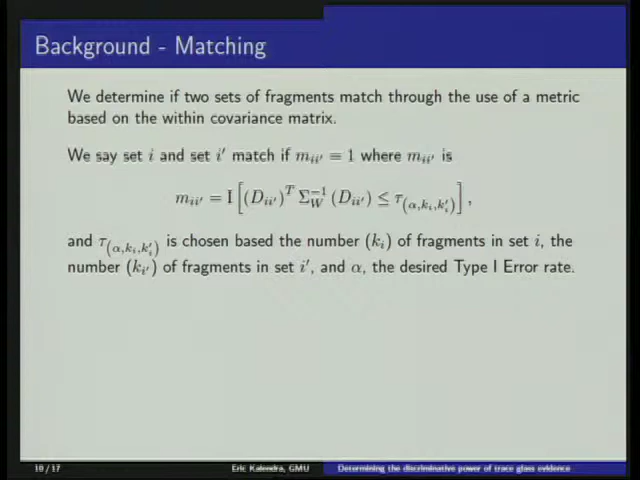 Background - Matching
We determine if two sets of fragments match through the use of a metric
based on the within covariance matrix.
We say set i and set i′ match if m_{ii′} = 1 where m_{ii′} is
m_{ii′} = I[(D_{ii′})^T Σ_W^{-1} (D_{ii′}) ≤ τ_{(α,k_i,k_i′)}],
and τ_{(α,k_i,k_i′)} is chosen based the number (k_i) of fragments in set i, the
number (k_{i′}) of fragments in set i′, and α, the desired Type I Error rate.
10 / 17
Eric Kalendra, GMU
Determining the discriminative power of trace glass evidence